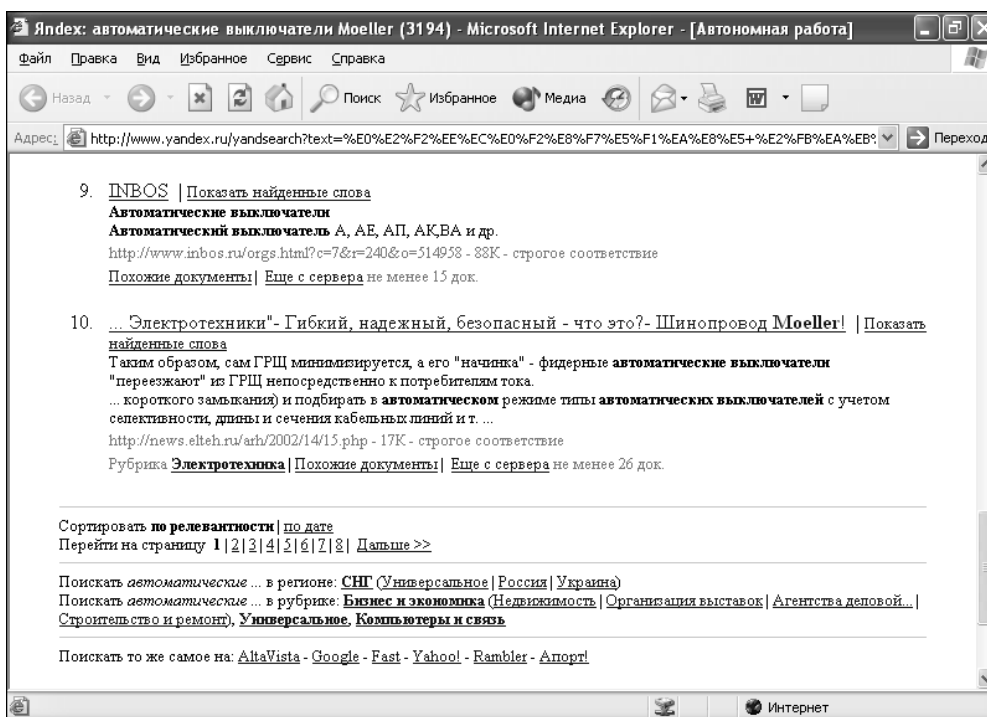 Яndex: автоматические выключатели Moeller (3194) - Microsoft Internet Explorer - [Автономная работа]
Файл Правка Вид Избранное Сервис Справка
Назад Поиск Избранное Медиа
Адрес: http://www.yandex.ru/yandsearch?text=%E0%E2%F2%EE%EC%E0%F2%E8%F7%E5%F1%EA%E8%E5+%E2%FB%EA%EB% Переход
9. INBOS | Показать найденные слова
Автоматические выключатели
Автоматический выключатель А, АЕ, АП, АК,ВА и др.
http://www.inbos.ru/orgs.html?c=7&r=240&o=514958 - 88К - строгое соответствие
Похожие документы | Еще с сервера не менее 15 док.
10. ... Электротехники"- Гибкий, надежный, безопасный - что это?- Шинопровод Moeller! | Показать
найденные слова
Таким образом, сам ГРЩ минимизируется, а его "начинка" - фидерные автоматические выключатели
"переезжают" из ГРЩ непосредственно к потребителям тока.
... короткого замыкания) и подбирать в автоматическом режиме типы автоматических выключателей с учетом
селективности, длины и сечения кабельных линий и т. ...
http://news.elteh.ru/arh/2002/14/15.php - 17К - строгое соответствие
Рубрика Электротехника | Похожие документы | Еще с сервера не менее 26 док.
Сортировать по релевантности | по дате
Перейти на страницу 1 | 2 | 3 | 4 | 5 | 6 | 7 | 8 | Дальше >>
Поискать автоматические ... в регионе: СНГ (Универсальное | Россия | Украина)
Поискать автоматические ... в рубрике: Бизнес и экономика (Недвижимость | Организация выставок | Агентства деловой... |
Строительство и ремонт), Универсальное, Компьютеры и связь
Поискать то же самое на: AltaVista - Google - Fast - Yahoo! - Rambler - Апорт!
Интернет